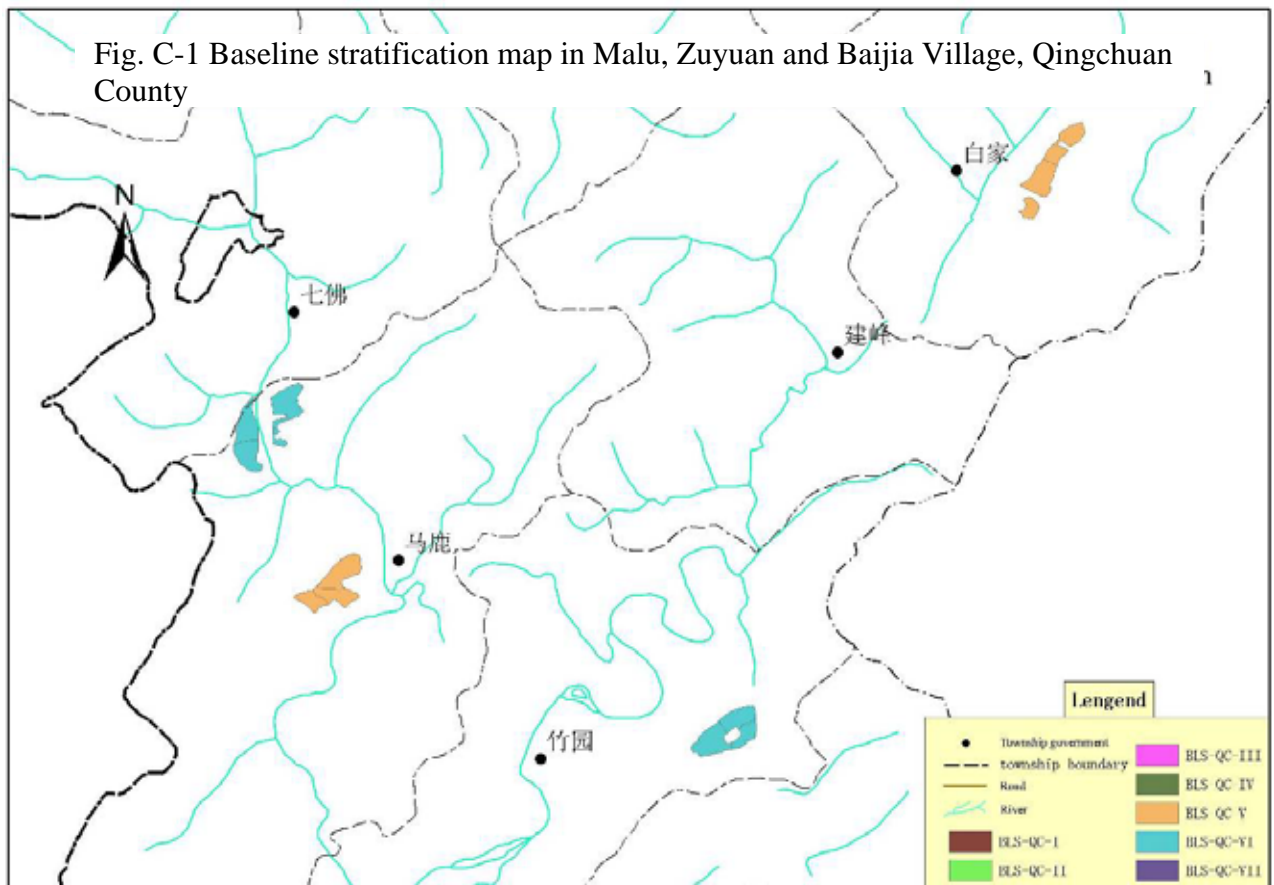 Fig. C-1 Baseline stratification map in Malu, Zuyuan and Baijia Village, Qingchuan
County
n
N
白家
七佛
建峰
马鹿
竹园
Lengend
Township government
township boundary
Road
River
BLS-QC-I
BLS-QC-II
BLS-QC-III
BLS QC IV
BLS QC V
BLS-QC-VI
BLS-QC-VII